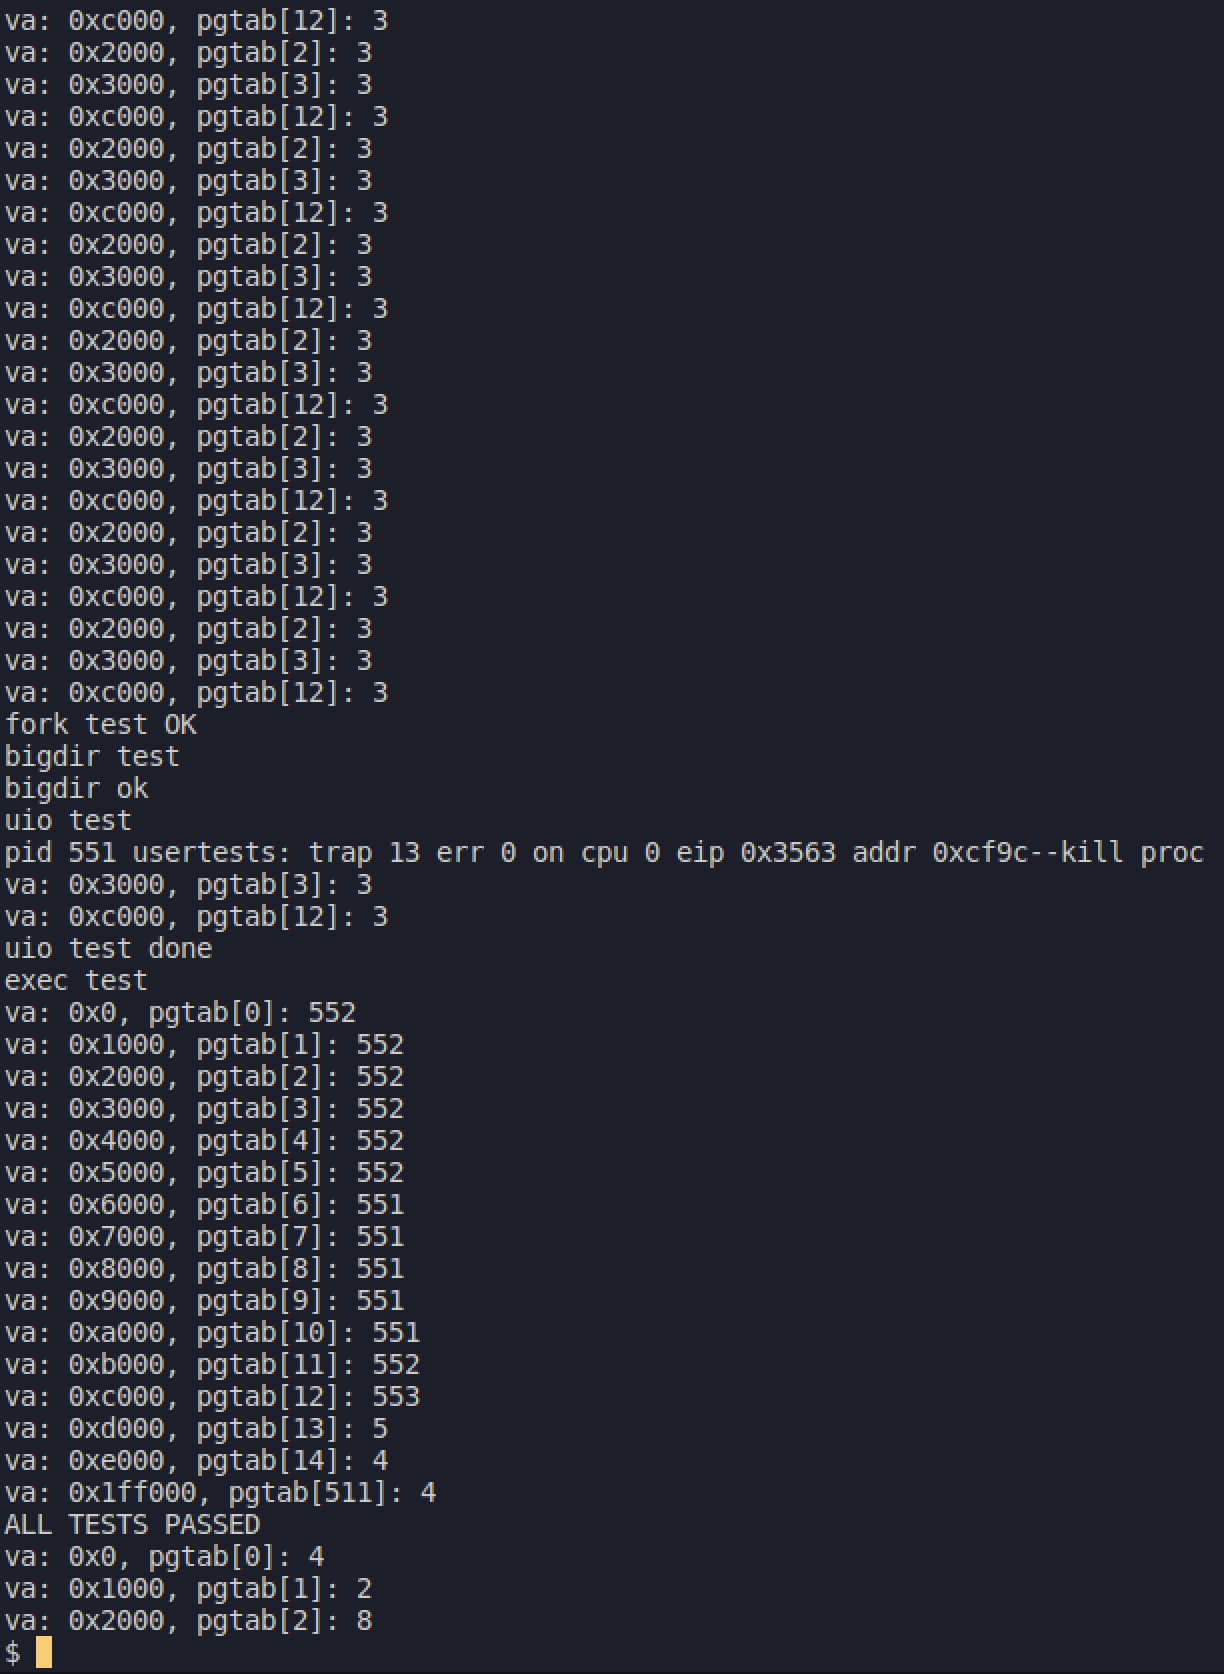 va: 0xc000, pgtab[12]: 3
va: 0x2000, pgtab[2]: 3
va: 0x3000, pgtab[3]: 3
va: 0xc000, pgtab[12]: 3
va: 0x2000, pgtab[2]: 3
va: 0x3000, pgtab[3]: 3
va: 0xc000, pgtab[12]: 3
va: 0x2000, pgtab[2]: 3
va: 0x3000, pgtab[3]: 3
va: 0xc000, pgtab[12]: 3
va: 0x2000, pgtab[2]: 3
va: 0x3000, pgtab[3]: 3
va: 0xc000, pgtab[12]: 3
va: 0x2000, pgtab[2]: 3
va: 0x3000, pgtab[3]: 3
va: 0xc000, pgtab[12]: 3
va: 0x2000, pgtab[2]: 3
va: 0x3000, pgtab[3]: 3
va: 0xc000, pgtab[12]: 3
va: 0x2000, pgtab[2]: 3
va: 0x3000, pgtab[3]: 3
va: 0xc000, pgtab[12]: 3
fork test OK
bigdir test
bigdir ok
uio test
pid 551 usertests: trap 13 err 0 on cpu 0 eip 0x3563 addr 0xcf9c--kill proc
va: 0x3000, pgtab[3]: 3
va: 0xc000, pgtab[12]: 3
uio test done
exec test
va: 0x0, pgtab[0]: 552
va: 0x1000, pgtab[1]: 552
va: 0x2000, pgtab[2]: 552
va: 0x3000, pgtab[3]: 552
va: 0x4000, pgtab[4]: 552
va: 0x5000, pgtab[5]: 552
va: 0x6000, pgtab[6]: 551
va: 0x7000, pgtab[7]: 551
va: 0x8000, pgtab[8]: 551
va: 0x9000, pgtab[9]: 551
va: 0xa000, pgtab[10]: 551
va: 0xb000, pgtab[11]: 552
va: 0xc000, pgtab[12]: 553
va: 0xd000, pgtab[13]: 5
va: 0xe000, pgtab[14]: 4
va: 0x1ff000, pgtab[511]: 4
ALL TESTS PASSED
va: 0x0, pgtab[0]: 4
va: 0x1000, pgtab[1]: 2
va: 0x2000, pgtab[2]: 8
$